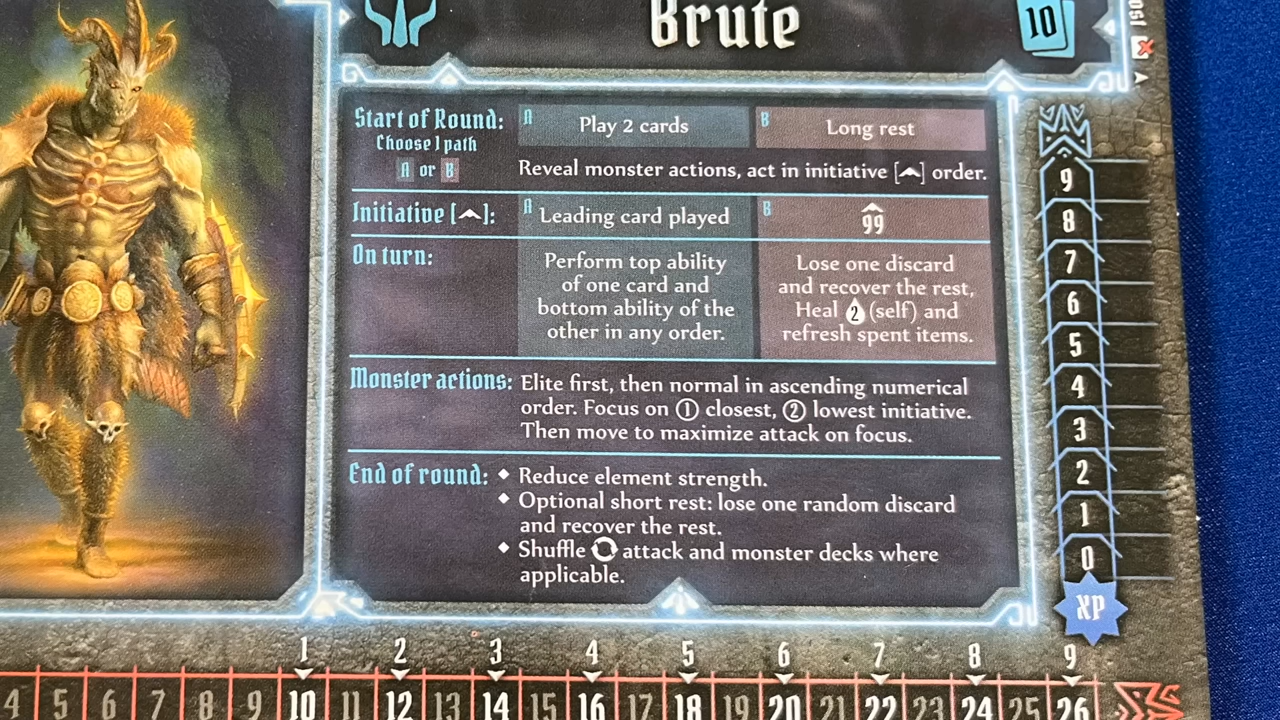 Brute
10
Start of Round:
Choose 1 path
A or B
A Play 2 cards
B Long rest
Reveal monster actions, act in initiative [ ] order.
Initiative [ ]:
A Leading card played
B 99
On turn:
Perform top ability
of one card and
bottom ability of the
other in any order.
Lose one discard
and recover the rest,
Heal 2 (self) and
refresh spent items.
Monster actions:
Elite first, then normal in ascending numerical
order. Focus on ① closest, ② lowest initiative.
Then move to maximize attack on focus.
End of round:
◆ Reduce element strength.
◆ Optional short rest: lose one random discard
and recover the rest.
◆ Shuffle attack and monster decks where
applicable.
9
8
7
6
5
4
3
2
1
0
XP
1 2 3 4 5 6 7 8 9
4 5 6 7 8 9 10 11 12 13 14 15 16 17 18 19 20 21 22 23 24 25 26